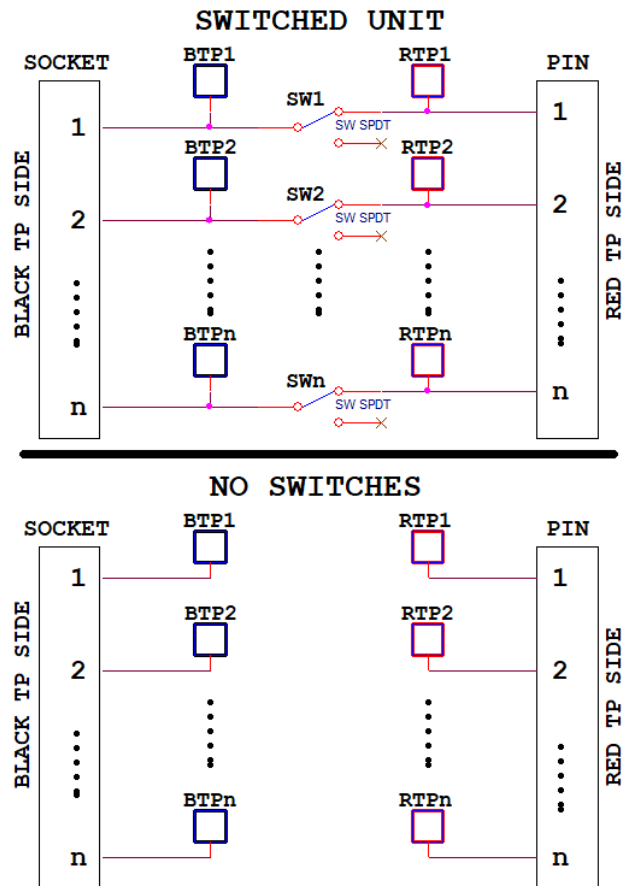 SWITCHED UNIT
SOCKET BTP1 RTP1 PIN
SW1
1 SW SPDT 1
BTP2 RTP2
SW2
2 SW SPDT 2
BLACK TP SIDE
RED TP SIDE
BTPn RTPn
SWn
n SW SPDT n
NO SWITCHES
SOCKET BTP1 RTP1 PIN
1 1
BTP2 RTP2
2 2
BLACK TP SIDE
RED TP SIDE
BTPn RTPn
n n